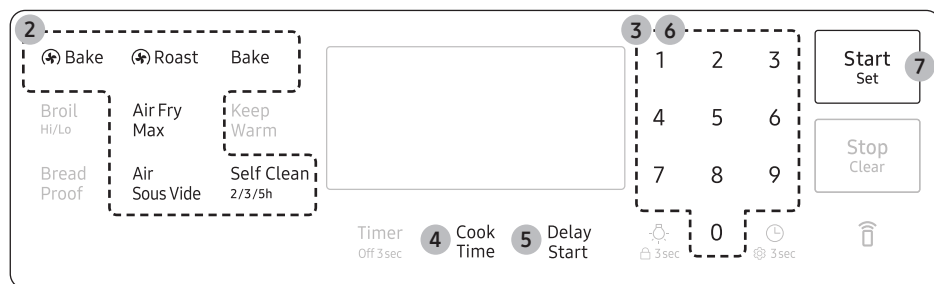 2
3 6
Bake Roast Bake
1 2 3
Start
Set
7
Broil
Hi/Lo
Air Fry
Max
Keep
Warm
4 5 6
Stop
Clear
Bread
Proof
Air
Sous Vide
Self Clean
2/3/5h
7 8 9
Timer
Off 3sec
4 Cook
Time
5 Delay
Start
3sec
0
3sec